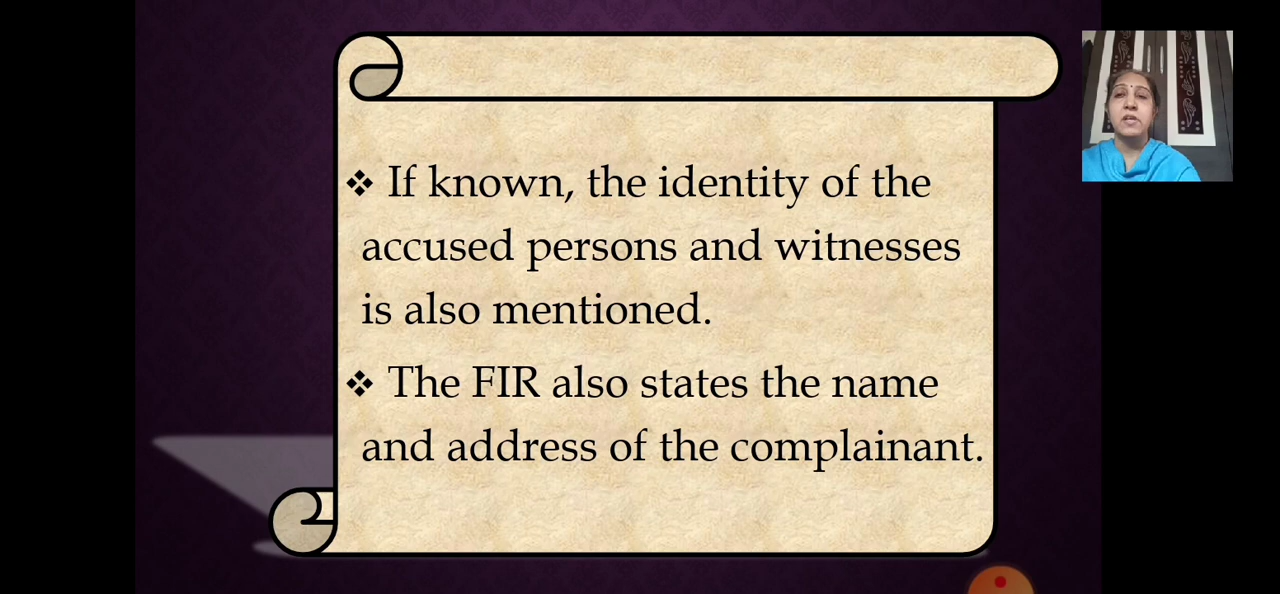 ❖ If known, the identity of the
accused persons and witnesses
is also mentioned.
❖ The FIR also states the name
and address of the complainant.